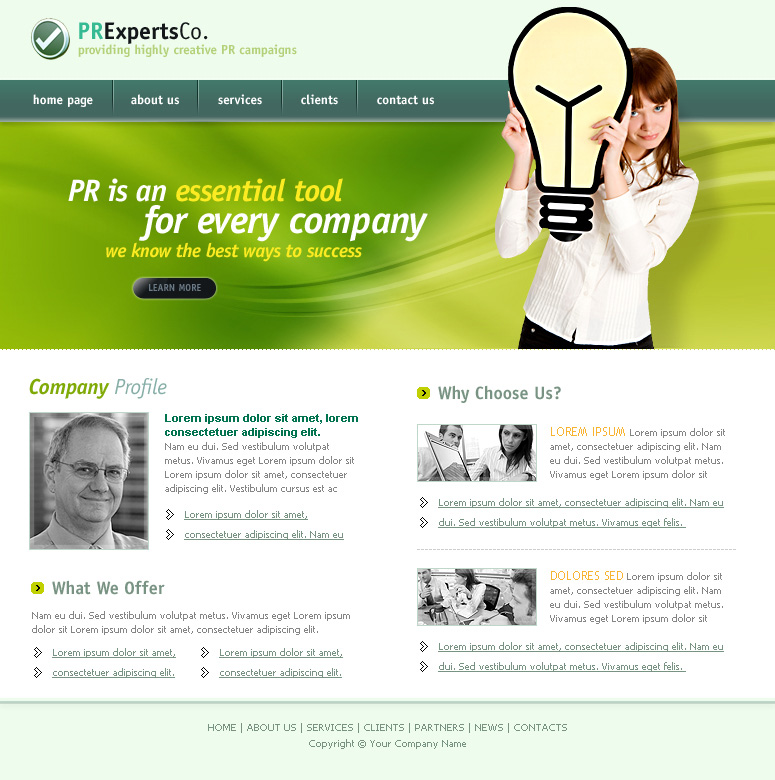 PRExpertsCo.
providing highly creative PR campaigns
home page
about us
services
clients
contact us
PR is an essential tool
for every company
we know the best ways to success
LEARN MORE
Company Profile
Lorem ipsum dolor sit amet, lorem
consectetuer adipiscing elit.
Nam eu dui. Sed vestibulum volutpat
metus. Vivamus eget Lorem ipsum dolor sit
Lorem ipsum dolor sit amet, consectetuer
adipiscing elit. Vestibulum cursus est ac
Lorem ipsum dolor sit amet,
consectetuer adipiscing elit. Nam eu
What We Offer
Nam eu dui. Sed vestibulum volutpat metus. Vivamus eget Lorem ipsum
dolor sit Lorem ipsum dolor sit amet, consectetuer adipiscing elit.
Lorem ipsum dolor sit amet,
consectetuer adipiscing elit.
Lorem ipsum dolor sit amet,
consectetuer adipiscing elit.
Why Choose Us?
LOREM IPSUM Lorem ipsum dolor sit
amet, consectetuer adipiscing elit. Nam
eu dui. Sed vestibulum volutpat metus.
Vivamus eget Lorem ipsum dolor sit
Lorem ipsum dolor sit amet, consectetuer adipiscing elit. Nam eu
dui. Sed vestibulum volutpat metus. Vivamus eget felis.
DOLORES SED Lorem ipsum dolor sit
amet, consectetuer adipiscing elit. Nam
eu dui. Sed vestibulum volutpat metus.
Vivamus eget Lorem ipsum dolor sit
Lorem ipsum dolor sit amet, consectetuer adipiscing elit. Nam eu
dui. Sed vestibulum volutpat metus. Vivamus eget felis.
HOME | ABOUT US | SERVICES | CLIENTS | PARTNERS | NEWS | CONTACTS
Copyright © Your Company Name